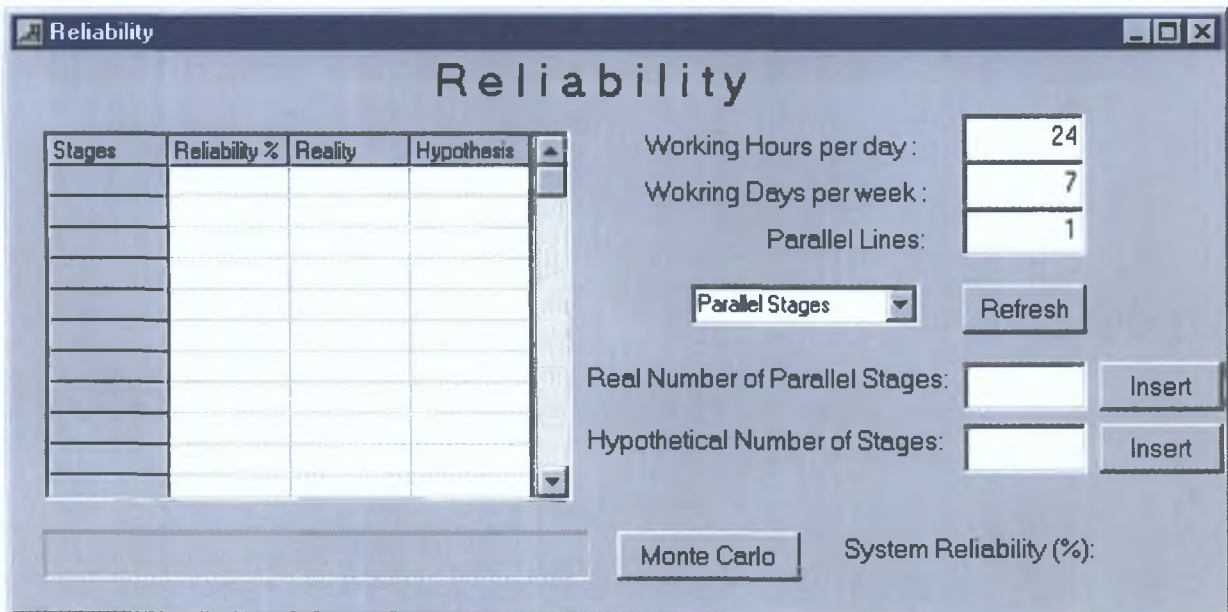 Reliability
Reliability
Stages Reliability % Reality Hypothesis
Working Hours per day : 24
Wokring Days per week : 7
Parallel Lines: 1
Parallel Stages Refresh
Real Number of Parallel Stages: Insert
Hypothetical Number of Stages: Insert
Monte Carlo System Reliability (%):